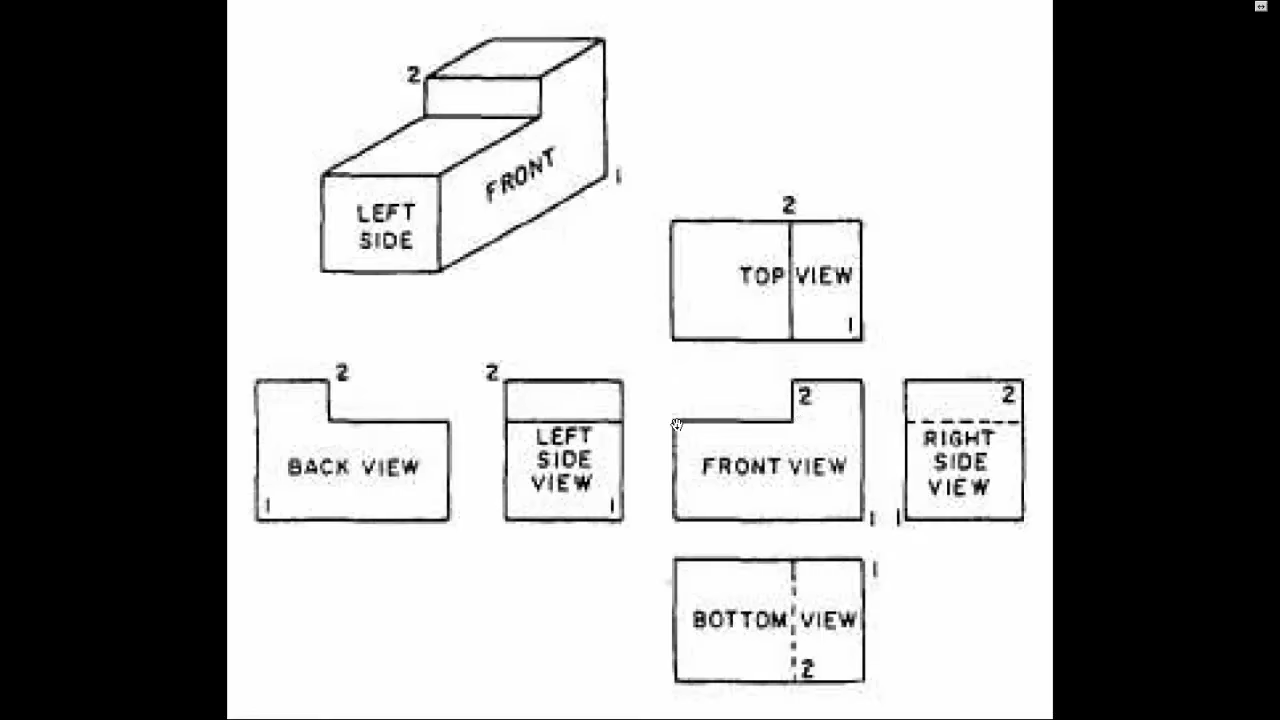 2
FRONT
1
LEFT
SIDE
2
TOP VIEW
1
2
BACK VIEW
1
2
LEFT
SIDE
VIEW
1
2
FRONT VIEW
1
2
RIGHT
SIDE
VIEW
1
1
BOTTOM VIEW
2